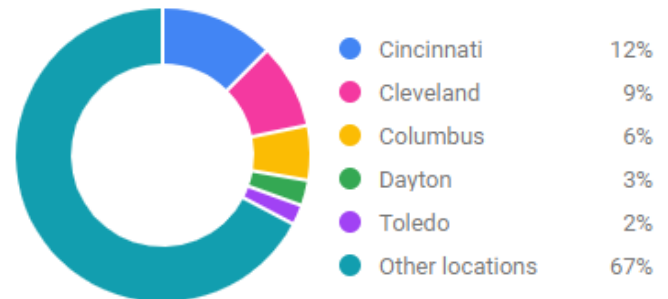 Cincinnati 12%
Cleveland 9%
Columbus 6%
Dayton 3%
Toledo 2%
Other locations 67%